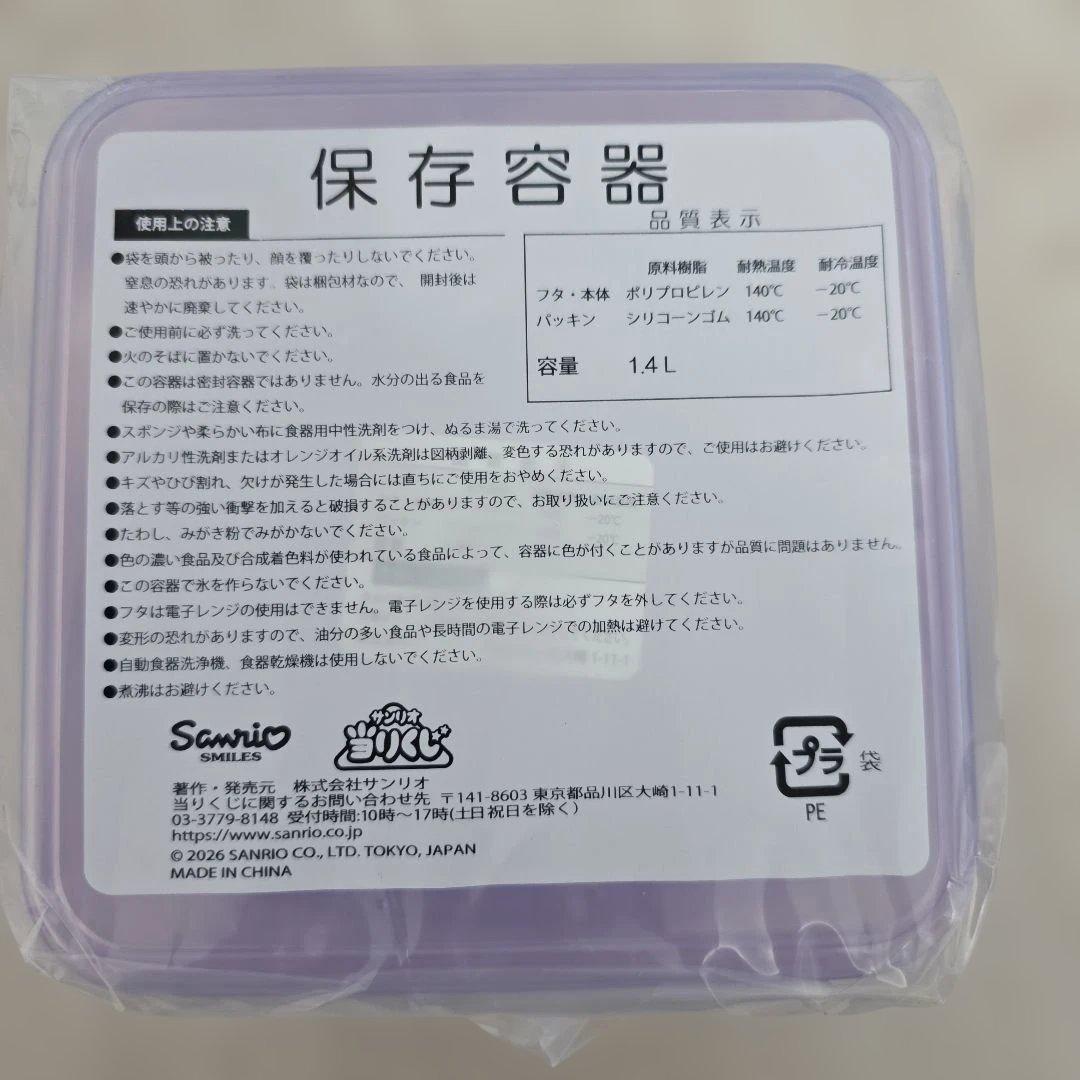 保存容器
使用上の注意
●袋を頭から被ったり、顔を覆ったりしないでください。
窒息の恐れがあります。袋は梱包材なので、開封後は
速やかに廃棄してください。
●ご使用前に必ず洗ってください。
●火のそばに置かないでください。
●この容器は密封容器ではありません。水分の出る食品を
保存の際はご注意ください。
品質表示
原料樹脂 耐熱温度 耐冷温度
フタ・本体 ポリプロピレン 140℃ －20℃
パッキン シリコーンゴム 140℃ －20℃
容量 1.4L
●スポンジや柔らかい布に食器用中性洗剤をつけ、ぬるま湯で洗ってください。
●アルカリ性洗剤またはオレンジオイル系洗剤は図柄剥離、変色する恐れがありますので、ご使用はお避けください。
●キズやひび割れ、欠けが発生した場合には直ちにご使用をおやめください。
●落とす等の強い衝撃を加えると破損することがありますので、お取り扱いにご注意ください。
●たわし、みがき粉でみがかないでください。
●色の濃い食品及び合成着色料が使われている食品によって、容器に色が付くことがありますが品質に問題はありません。
●この容器で氷を作らないでください。
●フタは電子レンジの使用はできません。電子レンジを使用する際は必ずフタを外してください。
●変形の恐れがありますので、油分の多い食品や長時間の電子レンジでの加熱は避けてください。
●自動食器洗浄機、食器乾燥機は使用しないでください。
●煮沸はお避けください。
Sanrio
SMILES
サンリオ
当りくじ
プラ
袋
PE
著作・発売元 株式会社サンリオ
当りくじに関するお問い合わせ先 〒141-8603 東京都品川区大崎1-11-1
03-3779-8148 受付時間:10時～17時(土日祝日を除く)
https://www.sanrio.co.jp
© 2026 SANRIO CO., LTD. TOKYO, JAPAN
MADE IN CHINA